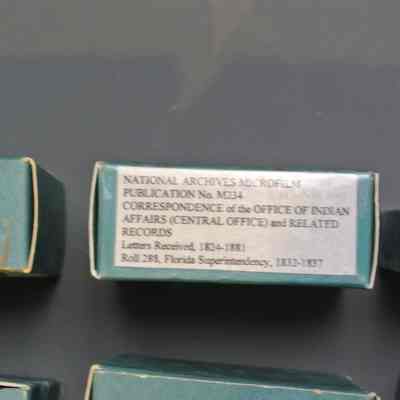 NATIONAL ARCHIVES MICROFILM
PUBLICATION No. M234
CORRESPONDENCE of the OFFICE OF INDIAN
AFFAIRS (CENTRAL OFFICE) and RELATED
RECORDS
Letters Received, 1824-1881
Roll 288, Florida Superintendency, 1832-1837